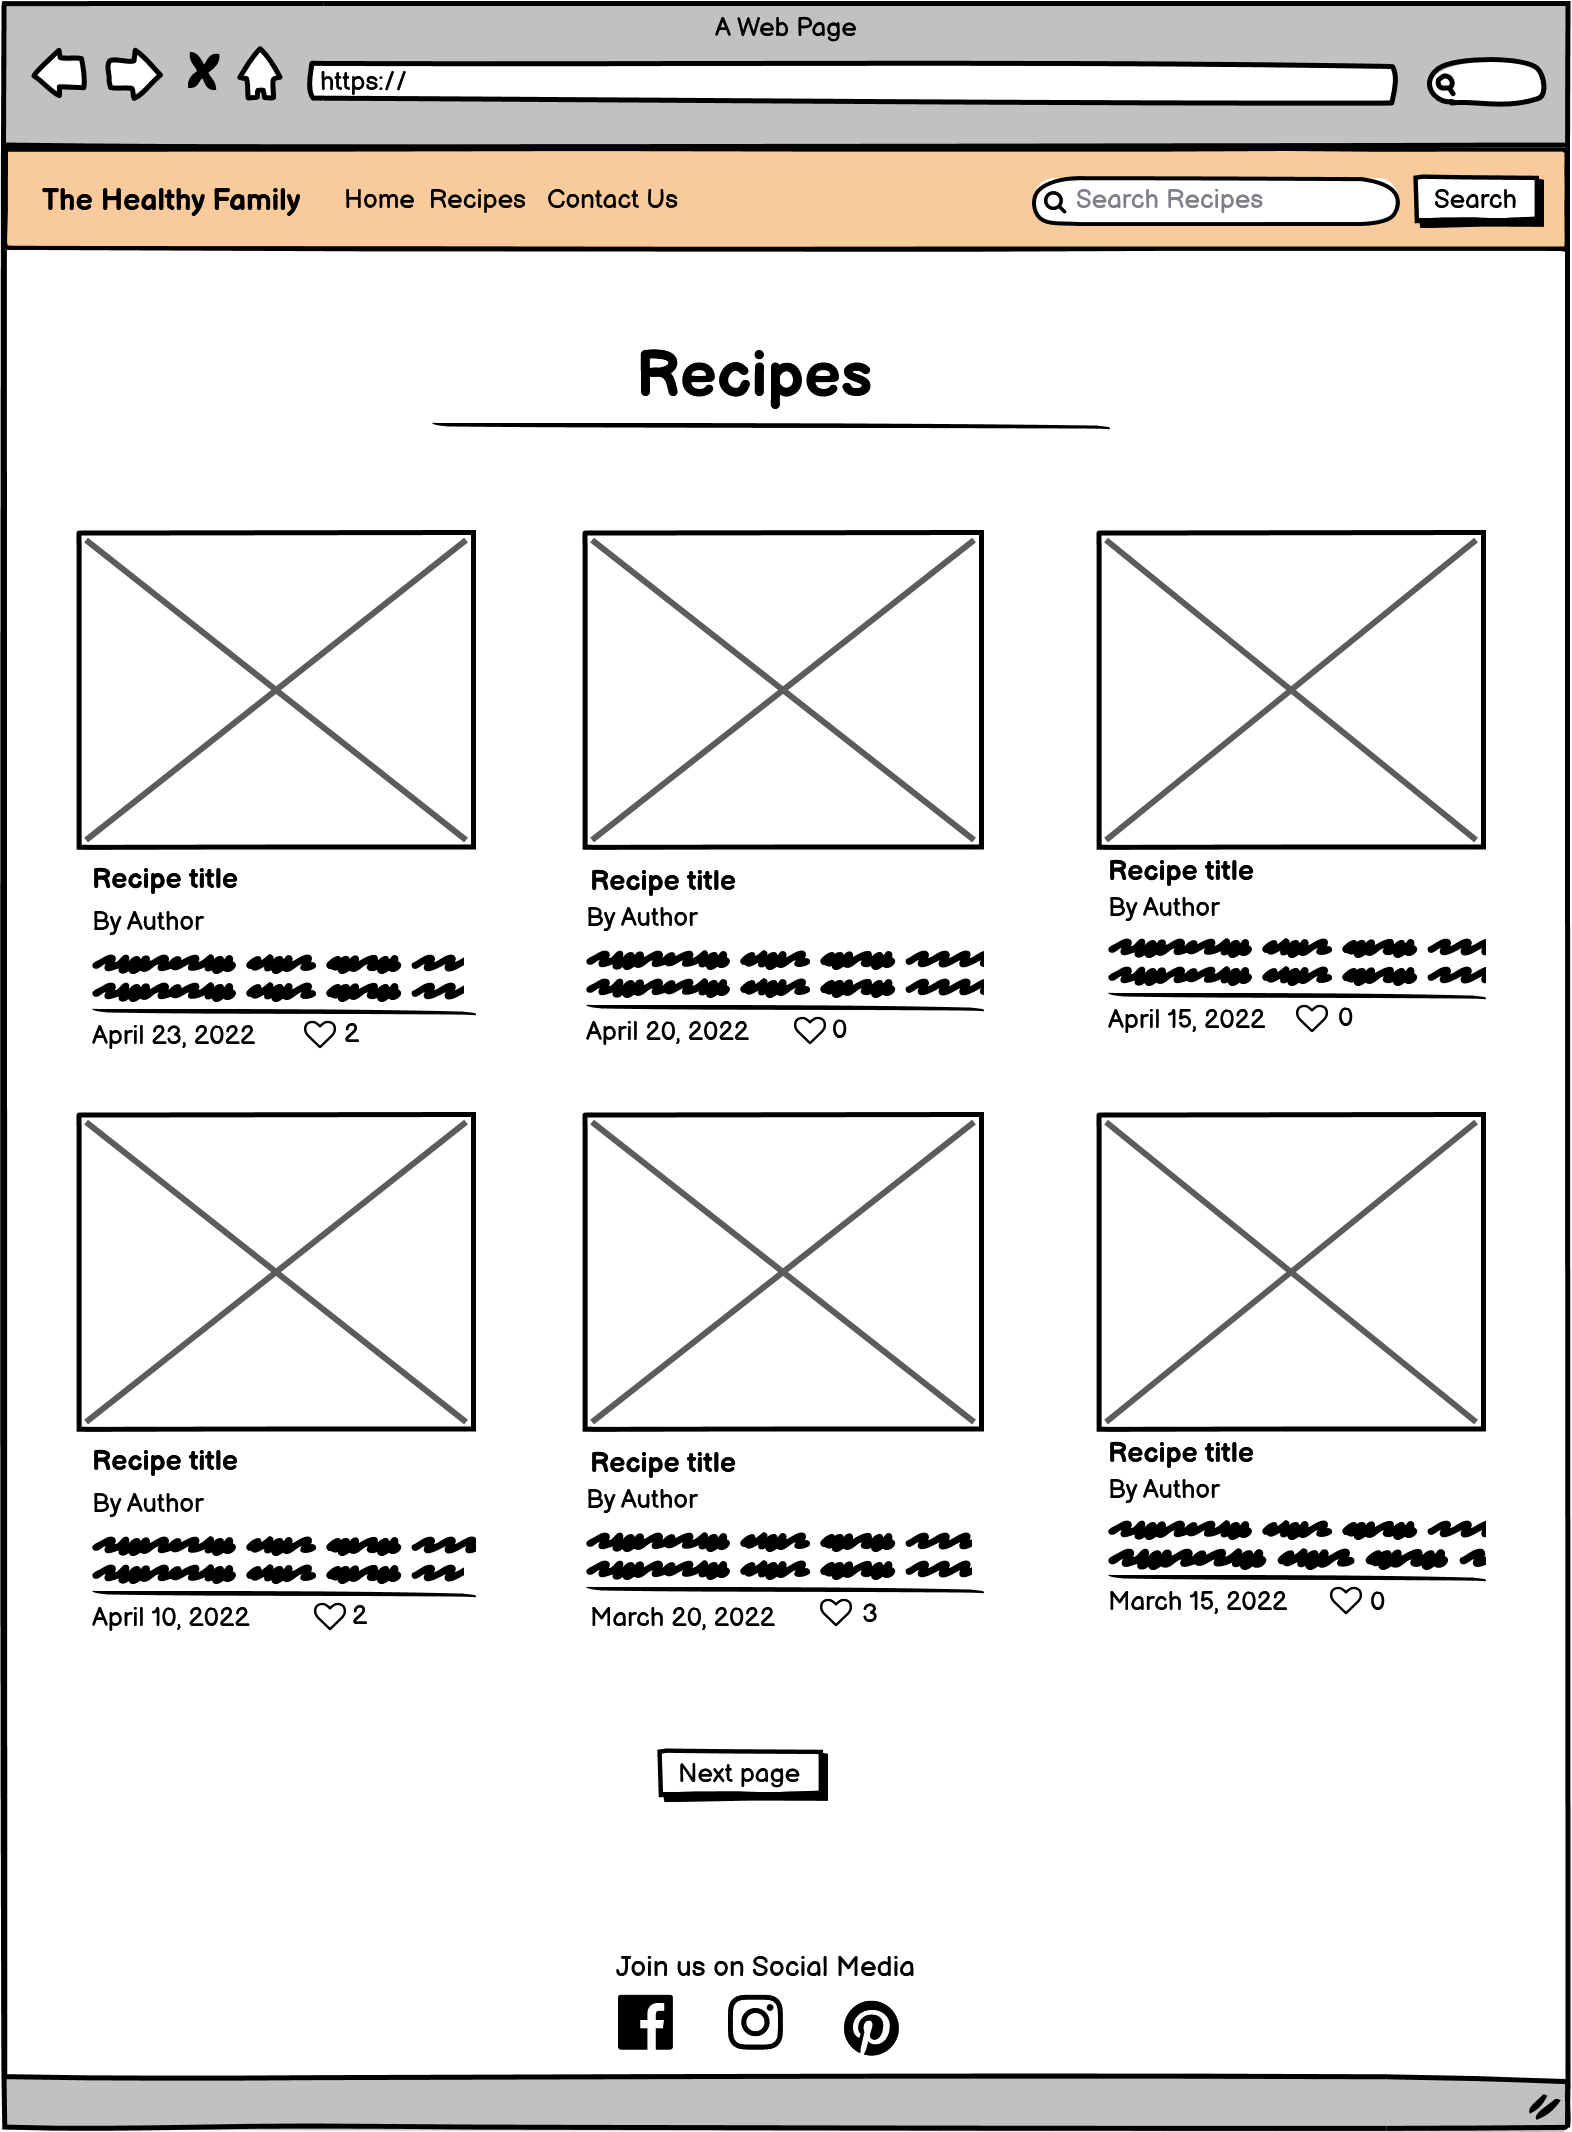 A Web Page
https://
The Healthy Family Home Recipes Contact Us Search Recipes Search
Recipes
Recipe title
By Author
April 23, 2022 2
Recipe title
By Author
April 20, 2022 0
Recipe title
By Author
April 15, 2022 0
Recipe title
By Author
April 10, 2022 2
Recipe title
By Author
March 20, 2022 3
Recipe title
By Author
March 15, 2022 0
Next page
Join us on Social Media